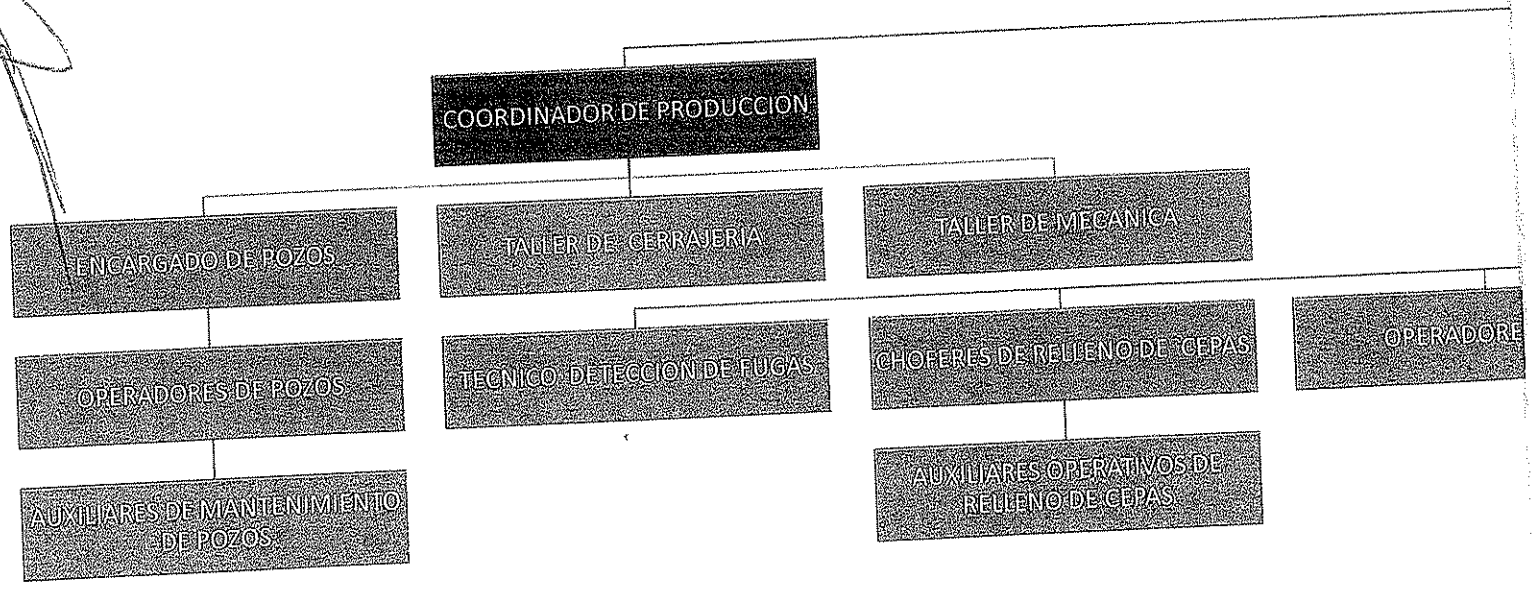 COORDINADOR DE PRODUCCION
ENCARGADO DE POZOS
TALLER DE CERRAJERIA
TALLER DE MECANICA
OPERADORES DE POZOS
TECNICO DETECCION DE FUGAS
CHOFERES DE RELLENO DE CEPAS
OPERADORE
AUXILIARES DE MANTENIMIENTO
DE POZOS
AUXILIARES OPERATIVOS DE
RELLENO DE CEPAS